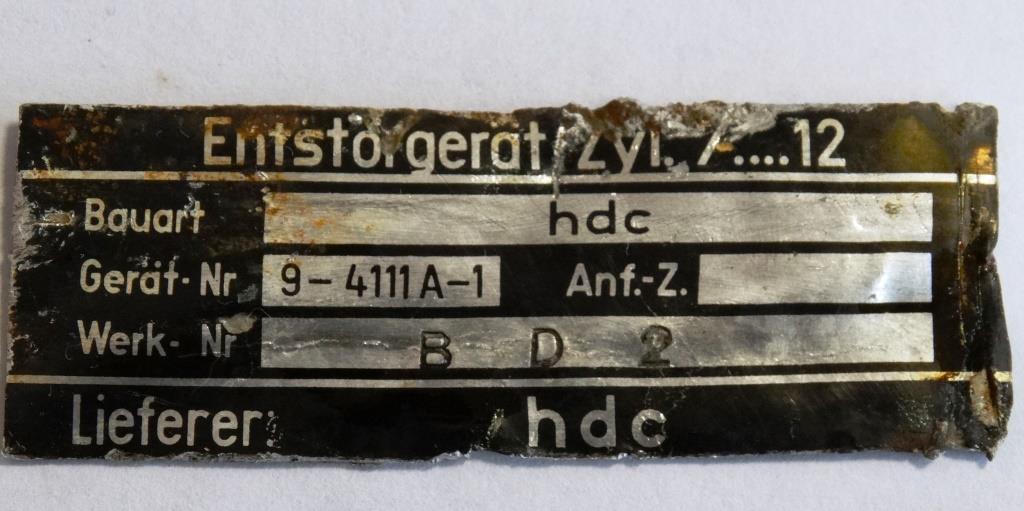 Entstörgerät Zyl. 7....12
Bauart hdc
Gerät-Nr 9-4111A-1 Anf.-Z.
Werk-Nr B D 2
Lieferer: hdc